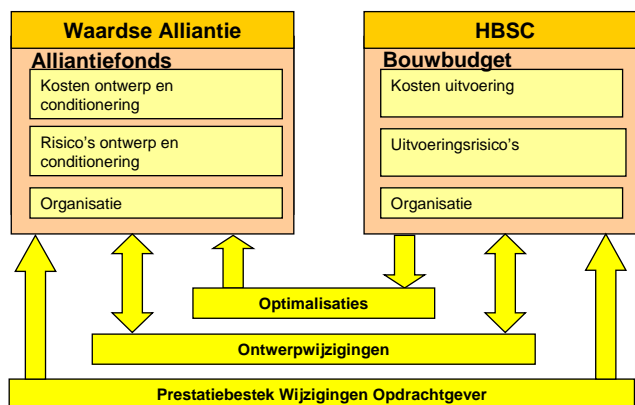 Waardse Alliantie
Alliantiefonds
Kosten ontwerp en
conditionering
Risico's ontwerp en
conditionering
Organisatie
HBSC
Bouwbudget
Kosten uitvoering
Uitvoeringsrisico's
Organisatie
Optimalisaties
Ontwerpwijzigingen
Prestatiebestek Wijzigingen Opdrachtgever